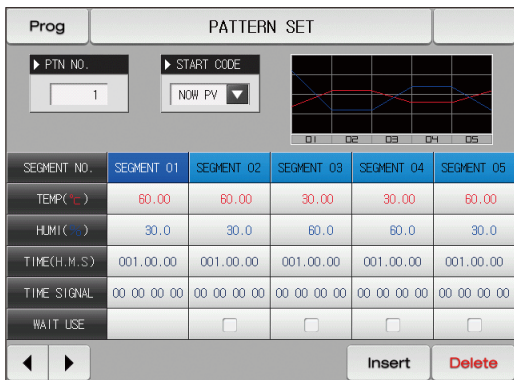 Prog PATTERN SET
▶ PTN NO. ▶ START CODE
1 NOW PV ▼
01 02 03 04 05
SEGMENT NO. SEGMENT 01 SEGMENT 02 SEGMENT 03 SEGMENT 04 SEGMENT 05
TEMP(℃) 60.00 60.00 30.00 30.00 60.00
HUMI(%) 30.0 30.0 60.0 60.0 30.0
TIME(H.M.S) 001.00.00 001.00.00 001.00.00 001.00.00 001.00.00
TIME SIGNAL 00 00 00 00 00 00 00 00 00 00 00 00 00 00 00 00 00 00 00 00
WAIT USE
◀ ▶ Insert Delete